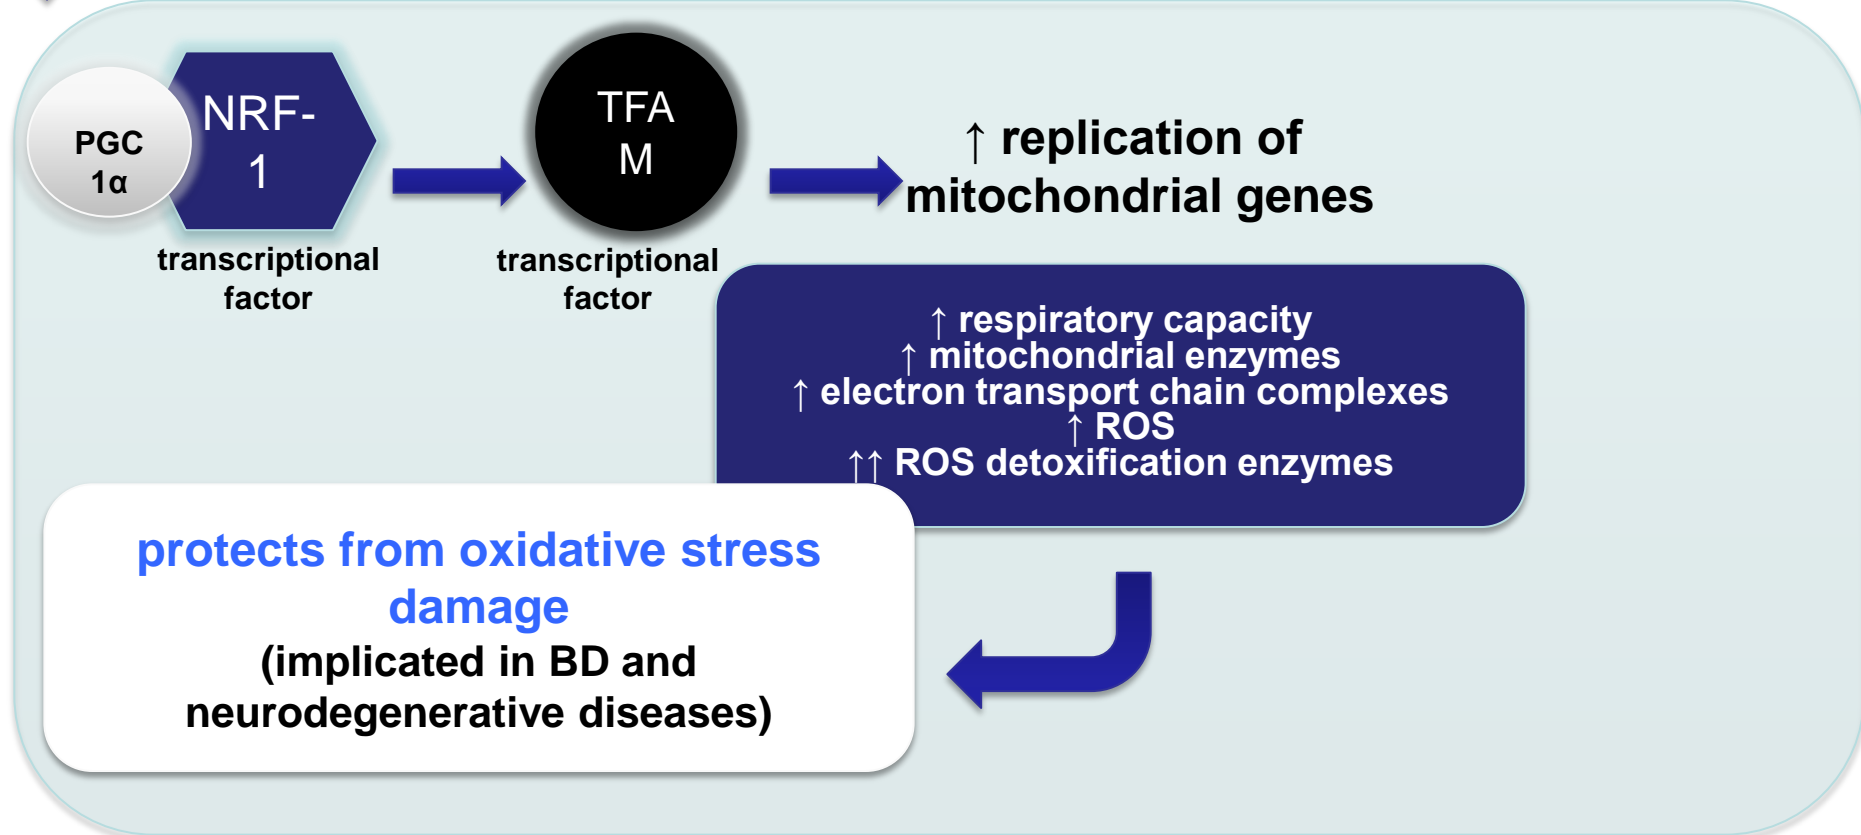 PGC
1α
NRF-
1
transcriptional
factor
TFA
M
transcriptional
factor
↑ replication of
mitochondrial genes
↑ respiratory capacity
↑ mitochondrial enzymes
↑ electron transport chain complexes
↑ ROS
↑↑ ROS detoxification enzymes
protects from oxidative stress
damage
(implicated in BD and
neurodegenerative diseases)